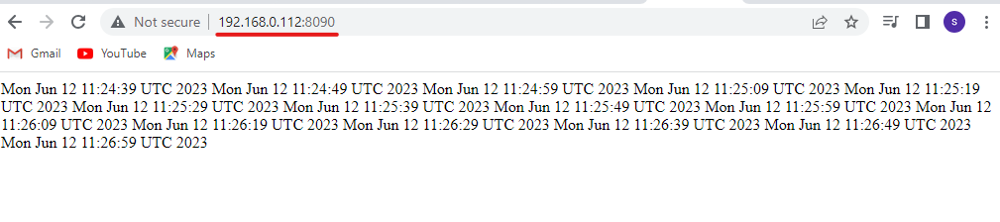 Not secure 192.168.0.112:8090
s
Gmail YouTube Maps
Mon Jun 12 11:24:39 UTC 2023 Mon Jun 12 11:24:49 UTC 2023 Mon Jun 12 11:24:59 UTC 2023 Mon Jun 12 11:25:09 UTC 2023 Mon Jun 12 11:25:19
UTC 2023 Mon Jun 12 11:25:29 UTC 2023 Mon Jun 12 11:25:39 UTC 2023 Mon Jun 12 11:25:49 UTC 2023 Mon Jun 12 11:25:59 UTC 2023 Mon Jun 12
11:26:09 UTC 2023 Mon Jun 12 11:26:19 UTC 2023 Mon Jun 12 11:26:29 UTC 2023 Mon Jun 12 11:26:39 UTC 2023 Mon Jun 12 11:26:49 UTC 2023
Mon Jun 12 11:26:59 UTC 2023